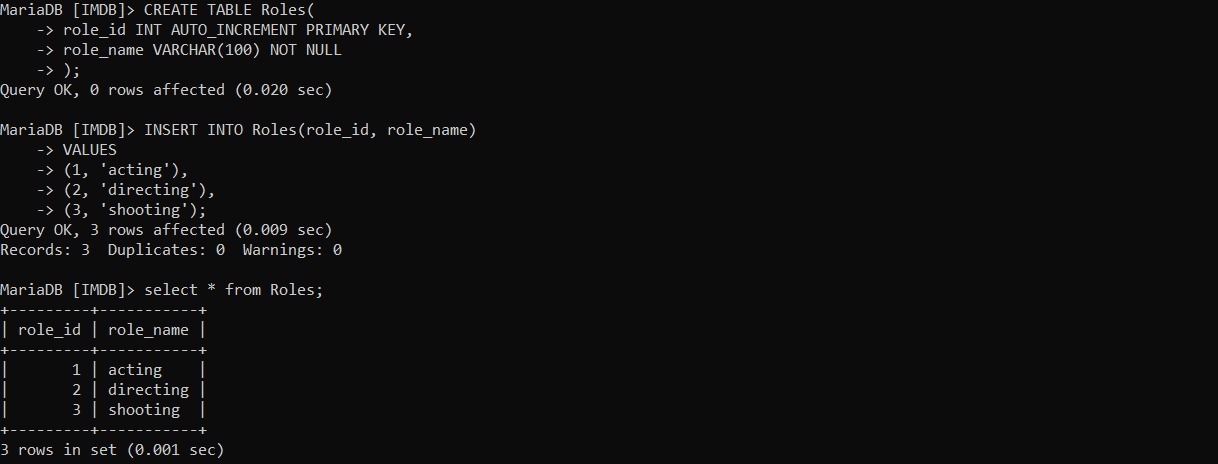 MariaDB [IMDB]> CREATE TABLE Roles(
    -> role_id INT AUTO_INCREMENT PRIMARY KEY,
    -> role_name VARCHAR(100) NOT NULL
    -> );
Query OK, 0 rows affected (0.020 sec)

MariaDB [IMDB]> INSERT INTO Roles(role_id, role_name)
    -> VALUES
    -> (1, 'acting'),
    -> (2, 'directing'),
    -> (3, 'shooting');
Query OK, 3 rows affected (0.009 sec)
Records: 3  Duplicates: 0  Warnings: 0

MariaDB [IMDB]> select * from Roles;
+---------+-----------+
| role_id | role_name |
+---------+-----------+
|       1 | acting    |
|       2 | directing |
|       3 | shooting  |
+---------+-----------+
3 rows in set (0.001 sec)